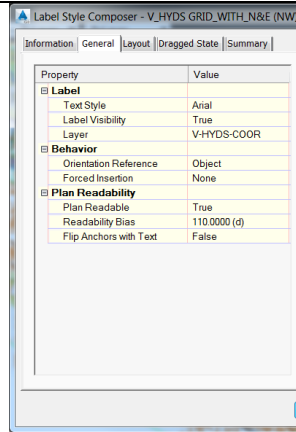 Label Style Composer - V_HYDS GRID_WITH_N&E (NW
Information General Layout Dragged State Summary
Property Value
Label
Text Style Arial
Label Visibility True
Layer V-HYDS-COOR
Behavior
Orientation Reference Object
Forced Insertion None
Plan Readability
Plan Readable True
Readability Bias 110.0000 (d)
Flip Anchors with Text False